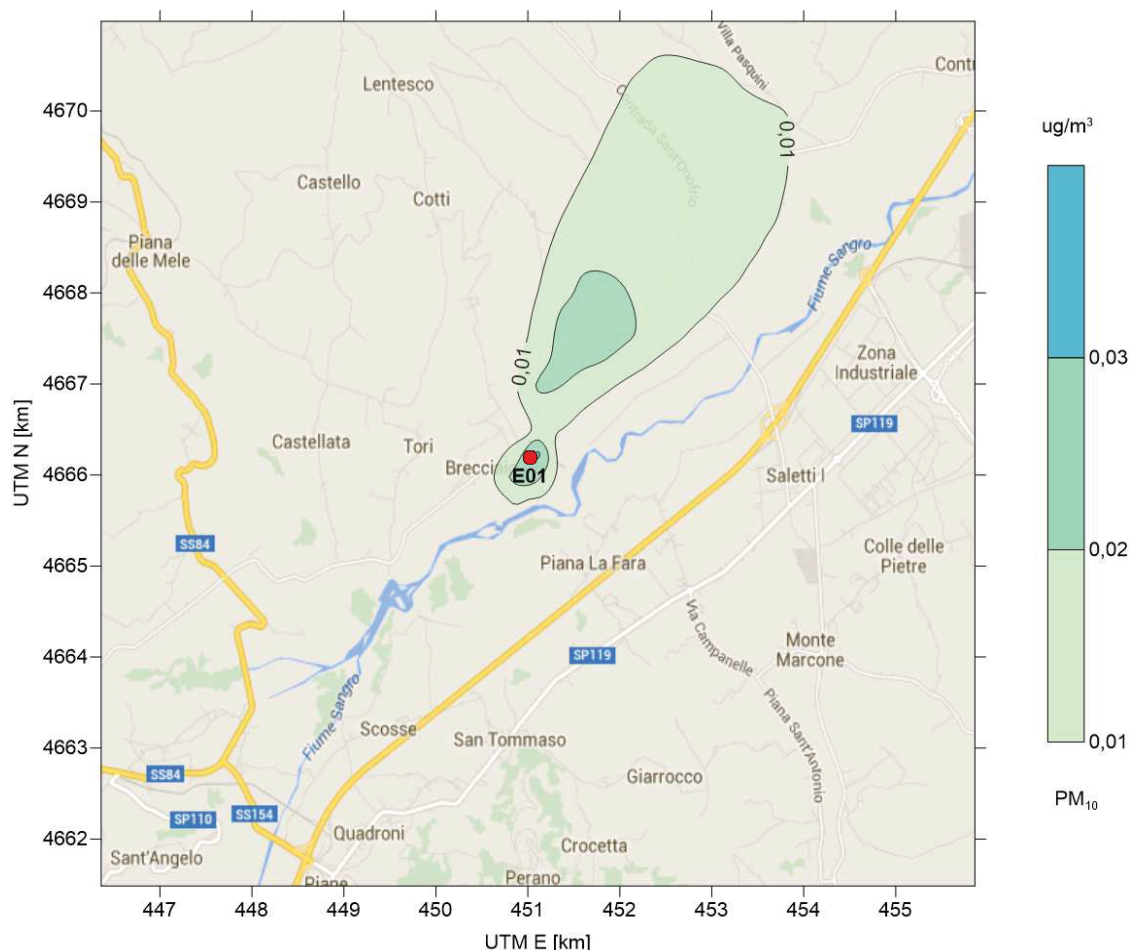 Villa Pasquini
Lentesco
Contr
4670
ug/m³
Contrada Sant'Onofrio
0,01
Castello
4669
Cotti
Piana
delle Mele
Fiume Sangro
4668
0,03
Zona
Industriale
0,01
4667
SP119
Castellata
Tori
4666
E01
Saletti I
SS84
0,02
Colle delle
Pietre
4665
Piana La Fara
Via Campanelle
Monte
Marcone
4664
SP119
Fiume Sangro
Piana Sant'Antonio
Scosse
4663
San Tommaso
0,01
SS84
Giarrocco
PM₁₀
SP110
SS154
4662
Quadroni
Crocetta
Sant'Angelo
Perano
Piane
447
448
449
450
451
452
453
454
455
UTM E [km]
UTM N [km]